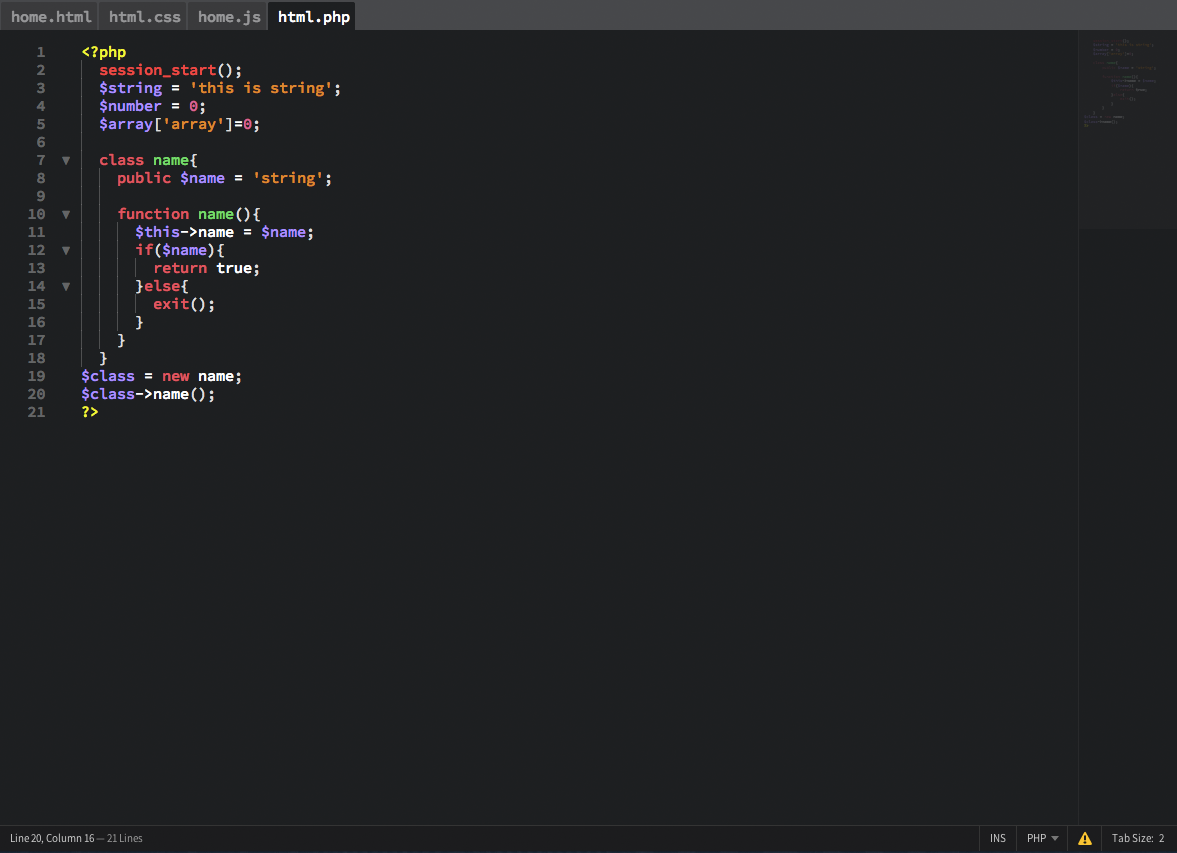 home.html html.css home.js html.php
1 <?php
2 session_start();
3 $string = 'this is string';
4 $number = 0;
5 $array['array']=0;
6
7 class name{
8 public $name = 'string';
9
10 function name(){
11 $this->name = $name;
12 if($name){
13 return true;
14 }else{
15 exit();
16 }
17 }
18 }
19 $class = new name;
20 $class->name();
21 ?>
Line 20, Column 16 — 21 Lines INS PHP Tab Size: 2